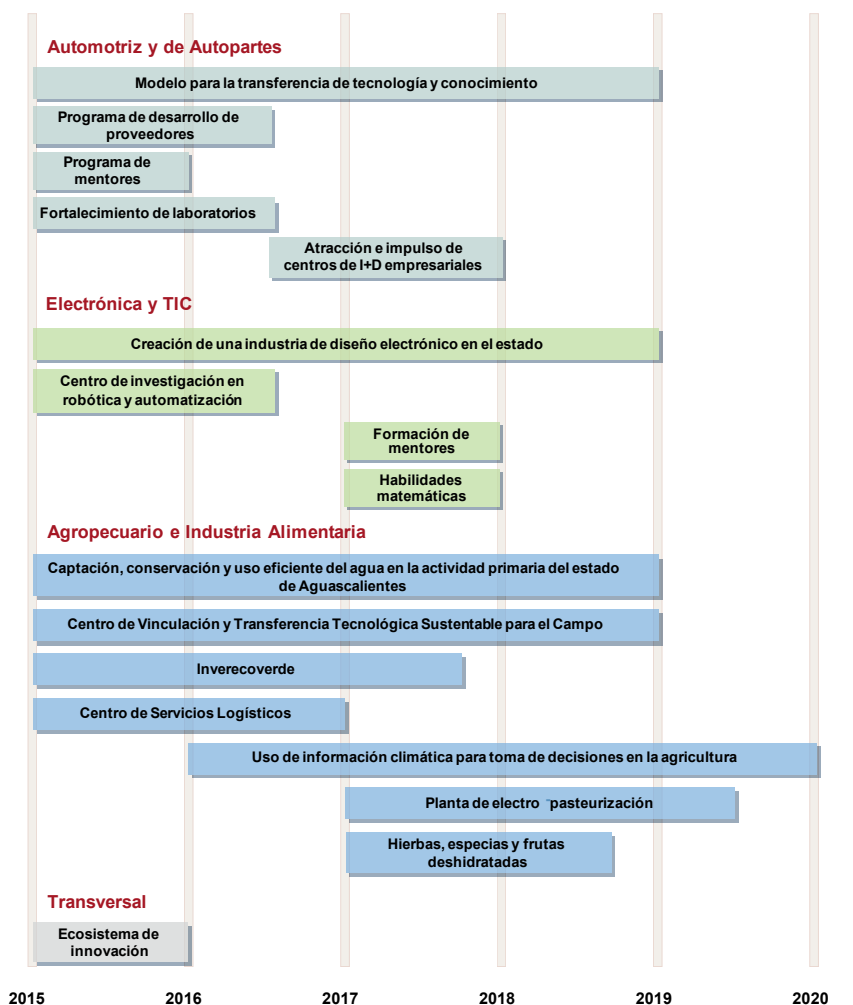 Automotriz y de Autopartes
Modelo para la transferencia de tecnología y conocimiento
Programa de desarrollo de
proveedores
Programa de
mentores
Fortalecimiento de laboratorios
Atracción e impulso de
centros de I+D empresariales
Electrónica y TIC
Creación de una industria de diseño electrónico en el estado
Centro de investigación en
robótica y automatización
Formación de
mentores
Habilidades
matemáticas
Agropecuario e Industria Alimentaria
Captación, conservación y uso eficiente del agua en la actividad primaria del estado
de Aguascalientes
Centro de Vinculación y Transferencia Tecnológica Sustentable para el Campo
Inverecoverde
Centro de Servicios Logísticos
Uso de información climática para toma de decisiones en la agricultura
Planta de electro -pasteurización
Hierbas, especias y frutas
deshidratadas
Transversal
Ecosistema de
innovación
2015 2016 2017 2018 2019 2020